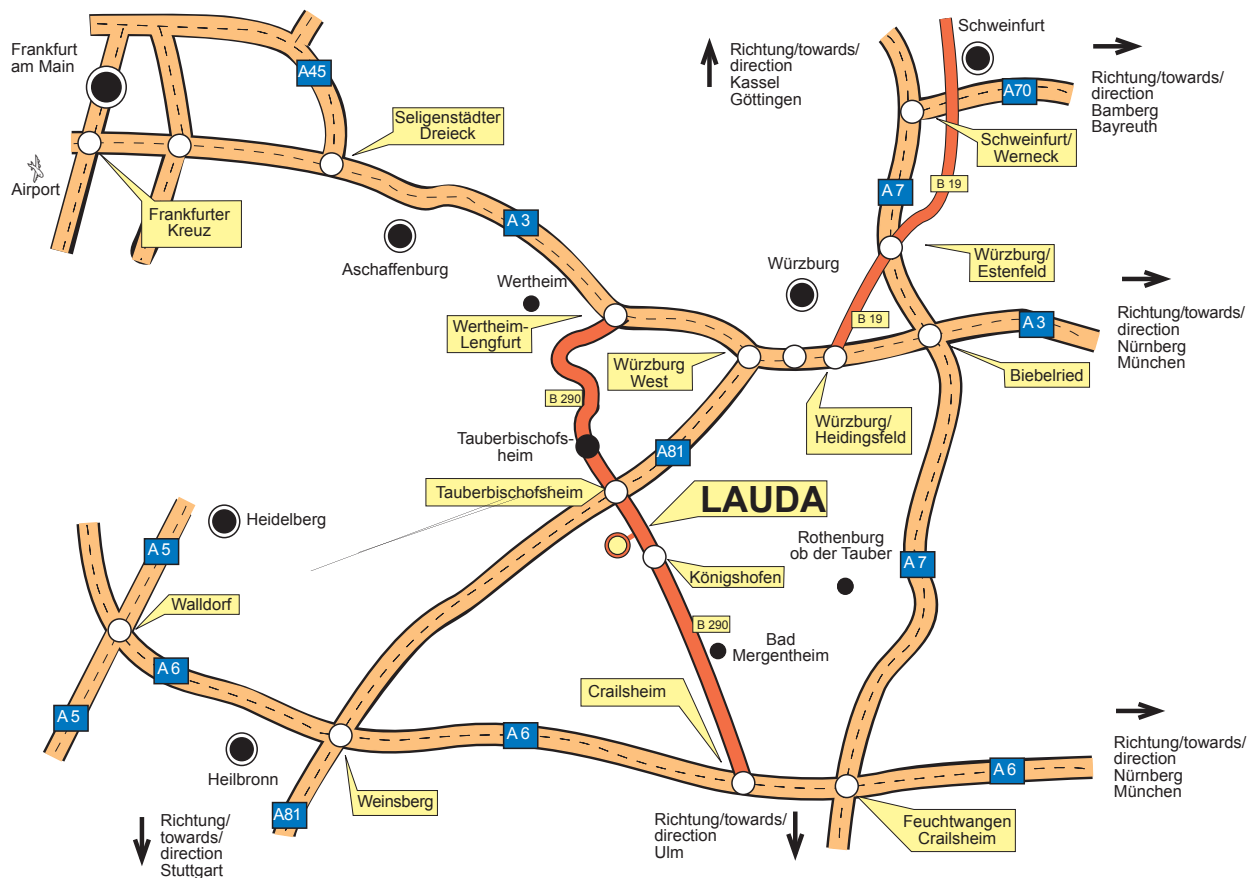 Frankfurt
am Main
A45
Seligenstädter
Dreieck
Airport
Frankfurter
Kreuz
Aschaffenburg
A 3
Wertheim
Wertheim-
Lengfurt
Richtung/towards/
direction
Kassel
Göttingen
Schweinfurt
A70
Richtung/towards/
direction
Bamberg
Bayreuth
Schweinfurt/
Werneck
A 7
B 19
Würzburg
Würzburg/
Estenfeld
B 19
A 3
Richtung/towards/
direction
Nürnberg
München
Würzburg
West
Biebelried
Würzburg/
Heidingsfeld
B 290
Tauberbischofs-
heim
A81
Tauberbischofsheim
LAUDA
Königshofen
Rothenburg
ob der Tauber
A 7
B 290
Bad
Mergentheim
Heidelberg
A 5
Walldorf
A 6
A 5
Heilbronn
A81
Weinsberg
A 6
Crailsheim
A 6
Feuchtwangen
Crailsheim
Richtung/towards/
direction
Nürnberg
München
Richtung/
towards/
direction
Stuttgart
Richtung/towards/
direction
Ulm